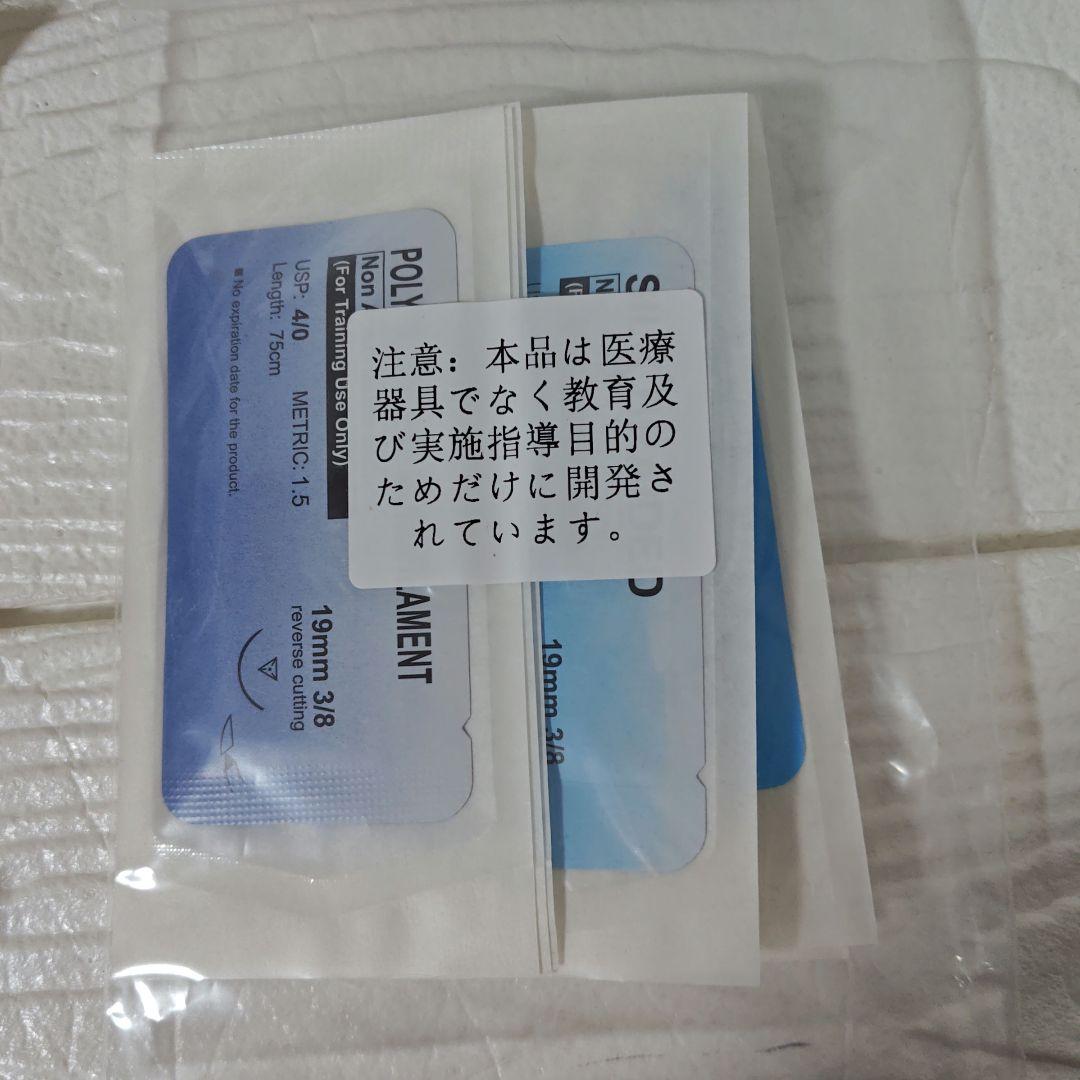 注意：本品は医療
器具でなく教育及
び実施指導目的の
ためだけに開発さ
れています。
POLY
Non
(For Training Use Only)
USP: 4/0 METRIC: 1.5
Length: 75cm
■ No expiration date for the product.
AMENT
19mm 3/8
reverse cutting
19mm 3/8